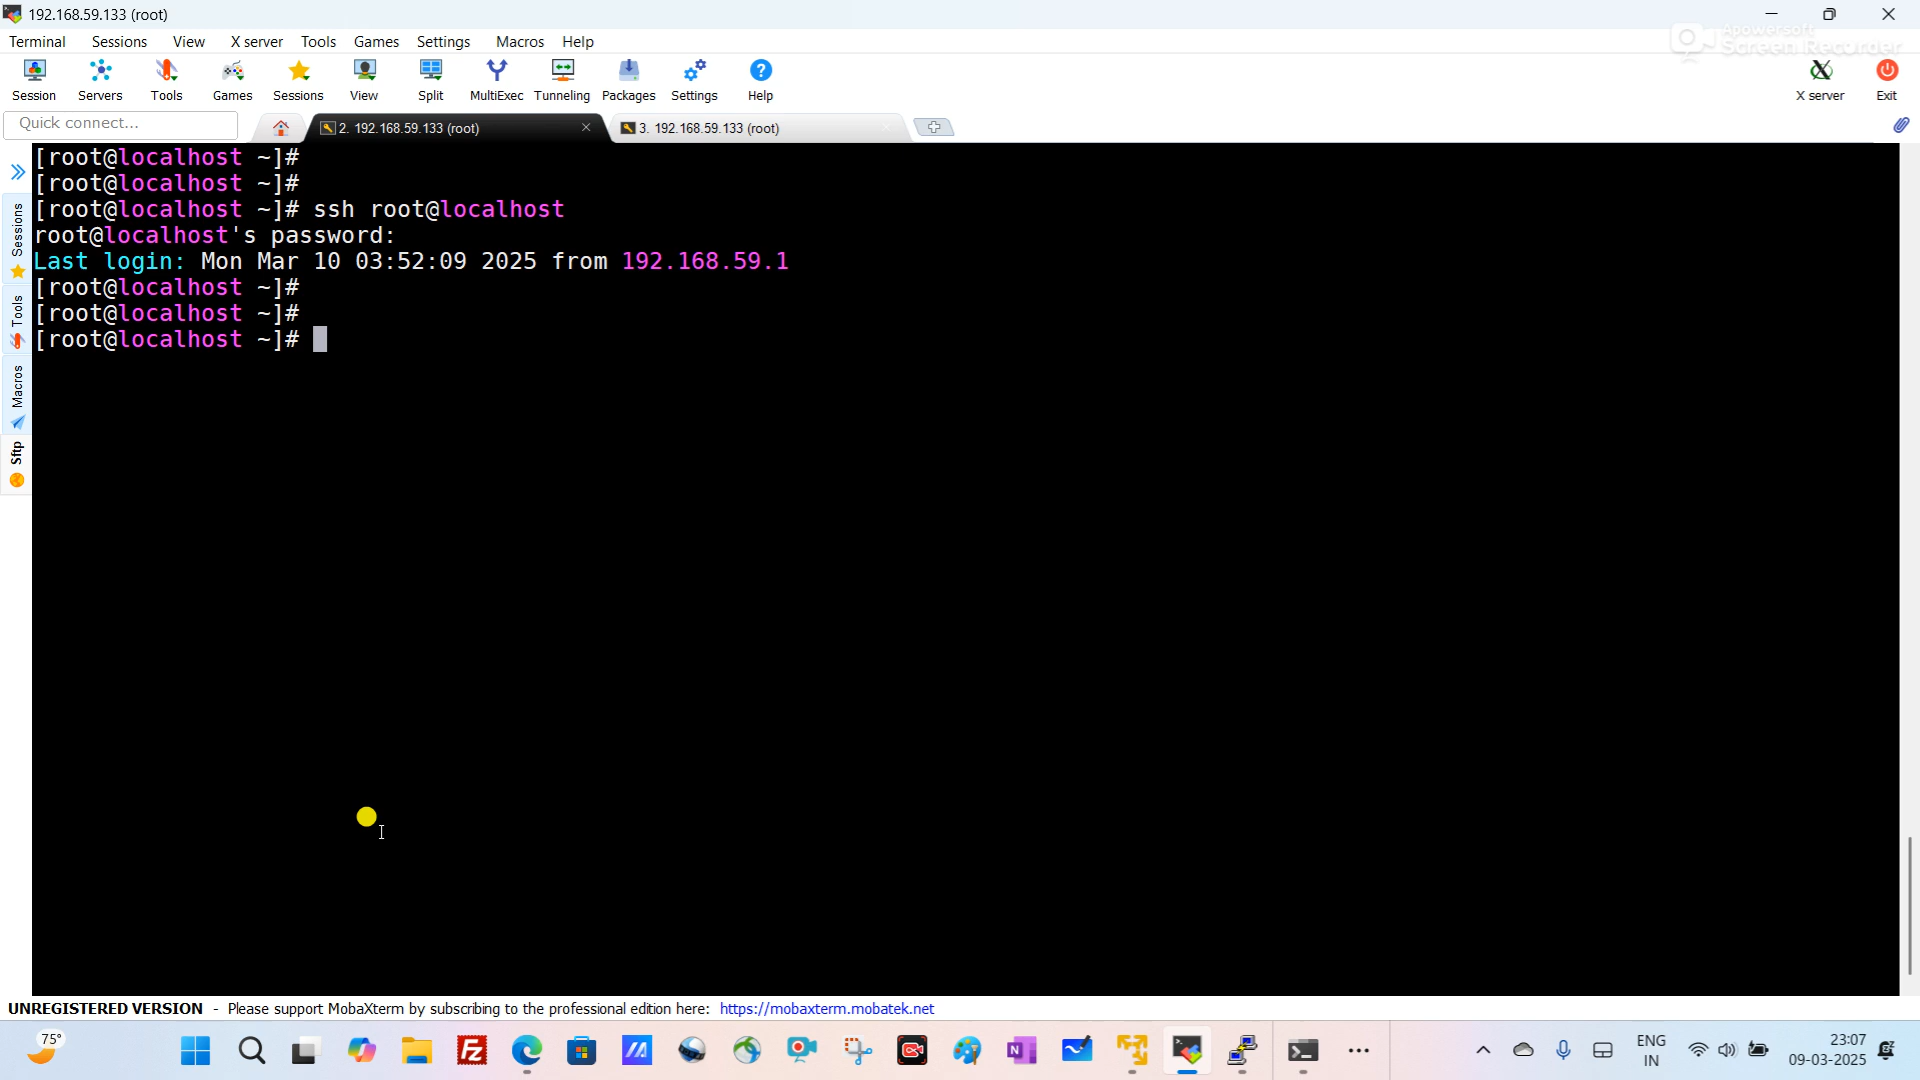 192.168.59.133 (root)
Apowersoft
Screen Recorder
Terminal Sessions View X server Tools Games Settings Macros Help
Session Servers Tools Games Sessions View Split MultiExec Tunneling Packages Settings Help X server Exit
Quick connect... 2. 192.168.59.133 (root) 3. 192.168.59.133 (root)
[root@localhost ~]#
[root@localhost ~]#
[root@localhost ~]# ssh root@localhost
root@localhost's password:
Last login: Mon Mar 10 03:52:09 2025 from 192.168.59.1
[root@localhost ~]#
[root@localhost ~]#
[root@localhost ~]#
Sessions
Tools
Macros
Sftp
UNREGISTERED VERSION - Please support MobaXterm by subscribing to the professional edition here: https://mobaxterm.mobatek.net
75°
ENG
IN
23:07
09-03-2025